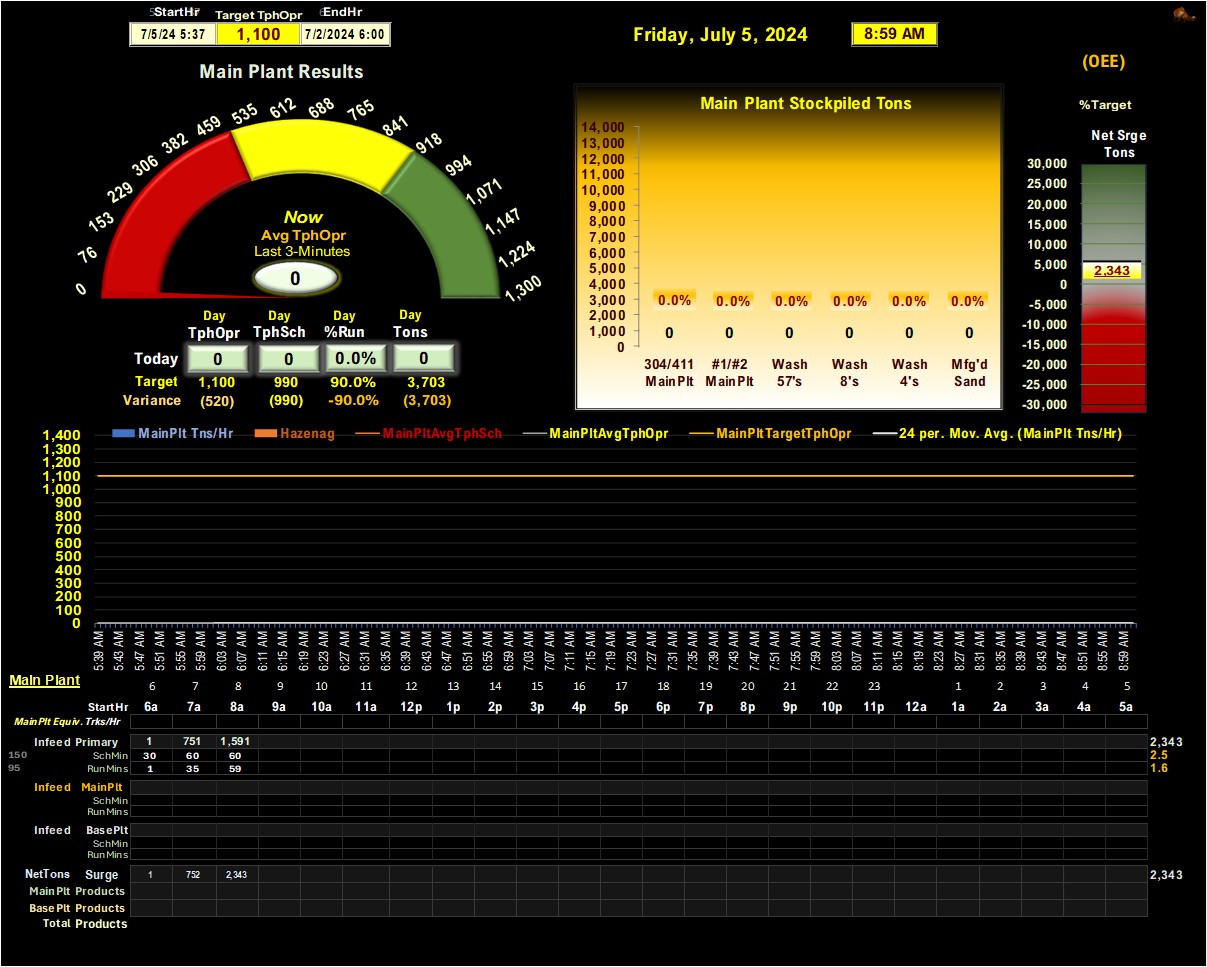 StartHr Target TphOpr EndHr
7/5/24 5:37 1,100 7/2/2024 6:00
Friday, July 5, 2024 8:59 AM
(OEE)
Main Plant Results
%Target
Net Srge
Tons
0 76 153 229 306 382 459 535 612 688 765 841 918 994 1,071 1,147 1,224 1,300
Now
Avg TphOpr
Last 3-Minutes
0
Day Day Day Day
TphOpr TphSch %Run Tons
Today 0 0 0.0% 0
Target 1,100 990 90.0% 3,703
Variance (520) (990) -90.0% (3,703)
Main Plant Stockpiled Tons
14,000
13,000
12,000
11,000
10,000
9,000
8,000
7,000
6,000
5,000
4,000
3,000
2,000
1,000
0
0.0% 0.0% 0.0% 0.0% 0.0% 0.0%
0 0 0 0 0 0
304/411 #1/#2 Wash Wash Wash Mfg'd
MainPlt MainPlt 57's 8's 4's Sand
30,000
25,000
20,000
15,000
10,000
5,000
2,343
0
-5,000
-10,000
-15,000
-20,000
-25,000
-30,000
MainPlt Tns/Hr Hazenag MainPltAvgTphSch MainPltAvgTphOpr MainPltTargetTphOpr 24 per. Mov. Avg. (MainPlt Tns/Hr)
1,400
1,300
1,200
1,100
1,000
900
800
700
600
500
400
300
200
100
0
5:39 AM 5:43 AM 5:47 AM 5:51 AM 5:55 AM 5:59 AM 6:03 AM 6:07 AM 6:11 AM 6:15 AM 6:19 AM 6:23 AM 6:27 AM 6:31 AM 6:35 AM 6:39 AM 6:43 AM 6:47 AM 6:51 AM 6:55 AM 6:59 AM 7:03 AM 7:07 AM 7:11 AM 7:15 AM 7:19 AM 7:23 AM 7:27 AM 7:31 AM 7:35 AM 7:39 AM 7:43 AM 7:47 AM 7:51 AM 7:55 AM 7:59 AM 8:03 AM 8:07 AM 8:11 AM 8:15 AM 8:19 AM 8:23 AM 8:27 AM 8:31 AM 8:35 AM 8:39 AM 8:43 AM 8:47 AM 8:51 AM 8:55 AM 8:59 AM
Main Plant
6 7 8 9 10 11 12 13 14 15 16 17 18 19 20 21 22 23 1 2 3 4 5
StartHr 6a 7a 8a 9a 10a 11a 12p 1p 2p 3p 4p 5p 6p 7p 8p 9p 10p 11p 12a 1a 2a 3a 4a 5a
MainPlt Equiv. Trks/Hr
Infeed Primary 1 751 1,591 2,343
150 SchMin 30 60 60 2.5
95 RunMins 1 35 59 1.6
Infeed MainPlt
SchMin
RunMins
Infeed BasePlt
SchMin
RunMins
NetTons Surge 1 752 2,343 2,343
MainPlt Products
BasePlt Products
Total Products